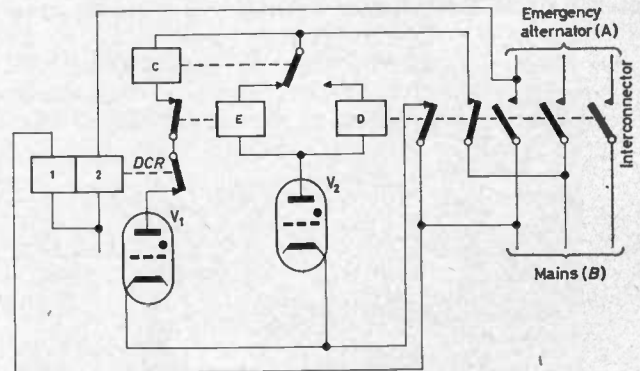 Emergency
alternator (A)
C
E
D
Interconnector
1
2
DCR
V₂
V₁
Mains (B)